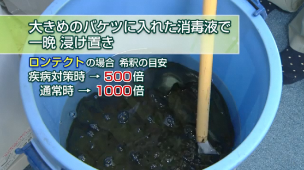 大きめのバケツに入れた消毒液で
一晩 浸け置き
ロンテクトの場合 希釈の目安
疾病対策時 → 500倍
通常時 → 1000倍